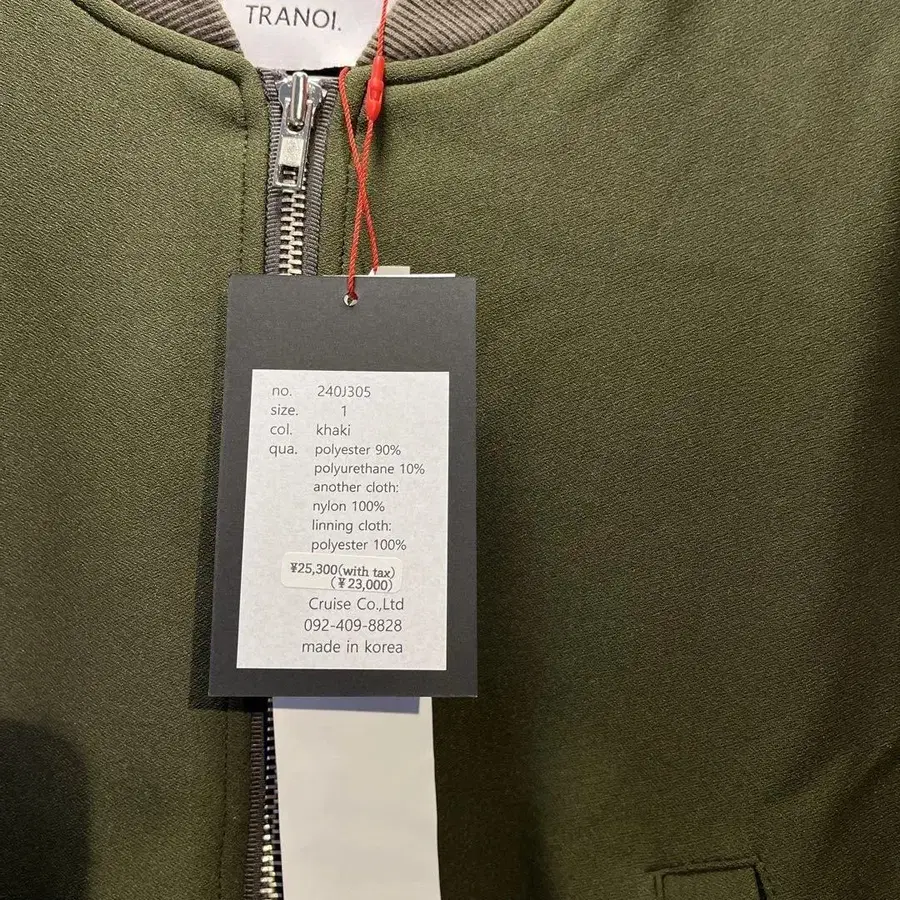 TRANOI.
no. 240J305
size. 1
col. khaki
qua. polyester 90%
polyurethane 10%
another cloth:
nylon 100%
linning cloth:
polyester 100%
¥25,300(with tax)
(¥23,000)
Cruise Co.,Ltd
092-409-8828
made in korea